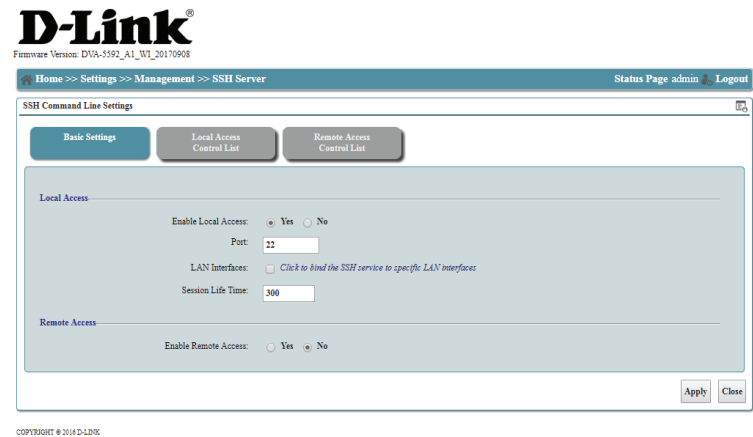 D-Link®
Firmware Version: DVA-5592_A1_WI_20170908
Home >> Settings >> Management >> SSH Server
Status Page admin Logout
SSH Command Line Settings
Basic Settings
Local Access
Control List
Remote Access
Control List
Local Access
Enable Local Access: Yes No
Port: 22
LAN Interfaces: Click to bind the SSH service to specific LAN interfaces
Session Life Time: 300
Remote Access
Enable Remote Access: Yes No
Apply Close
COPYRIGHT © 2016 D-LINK